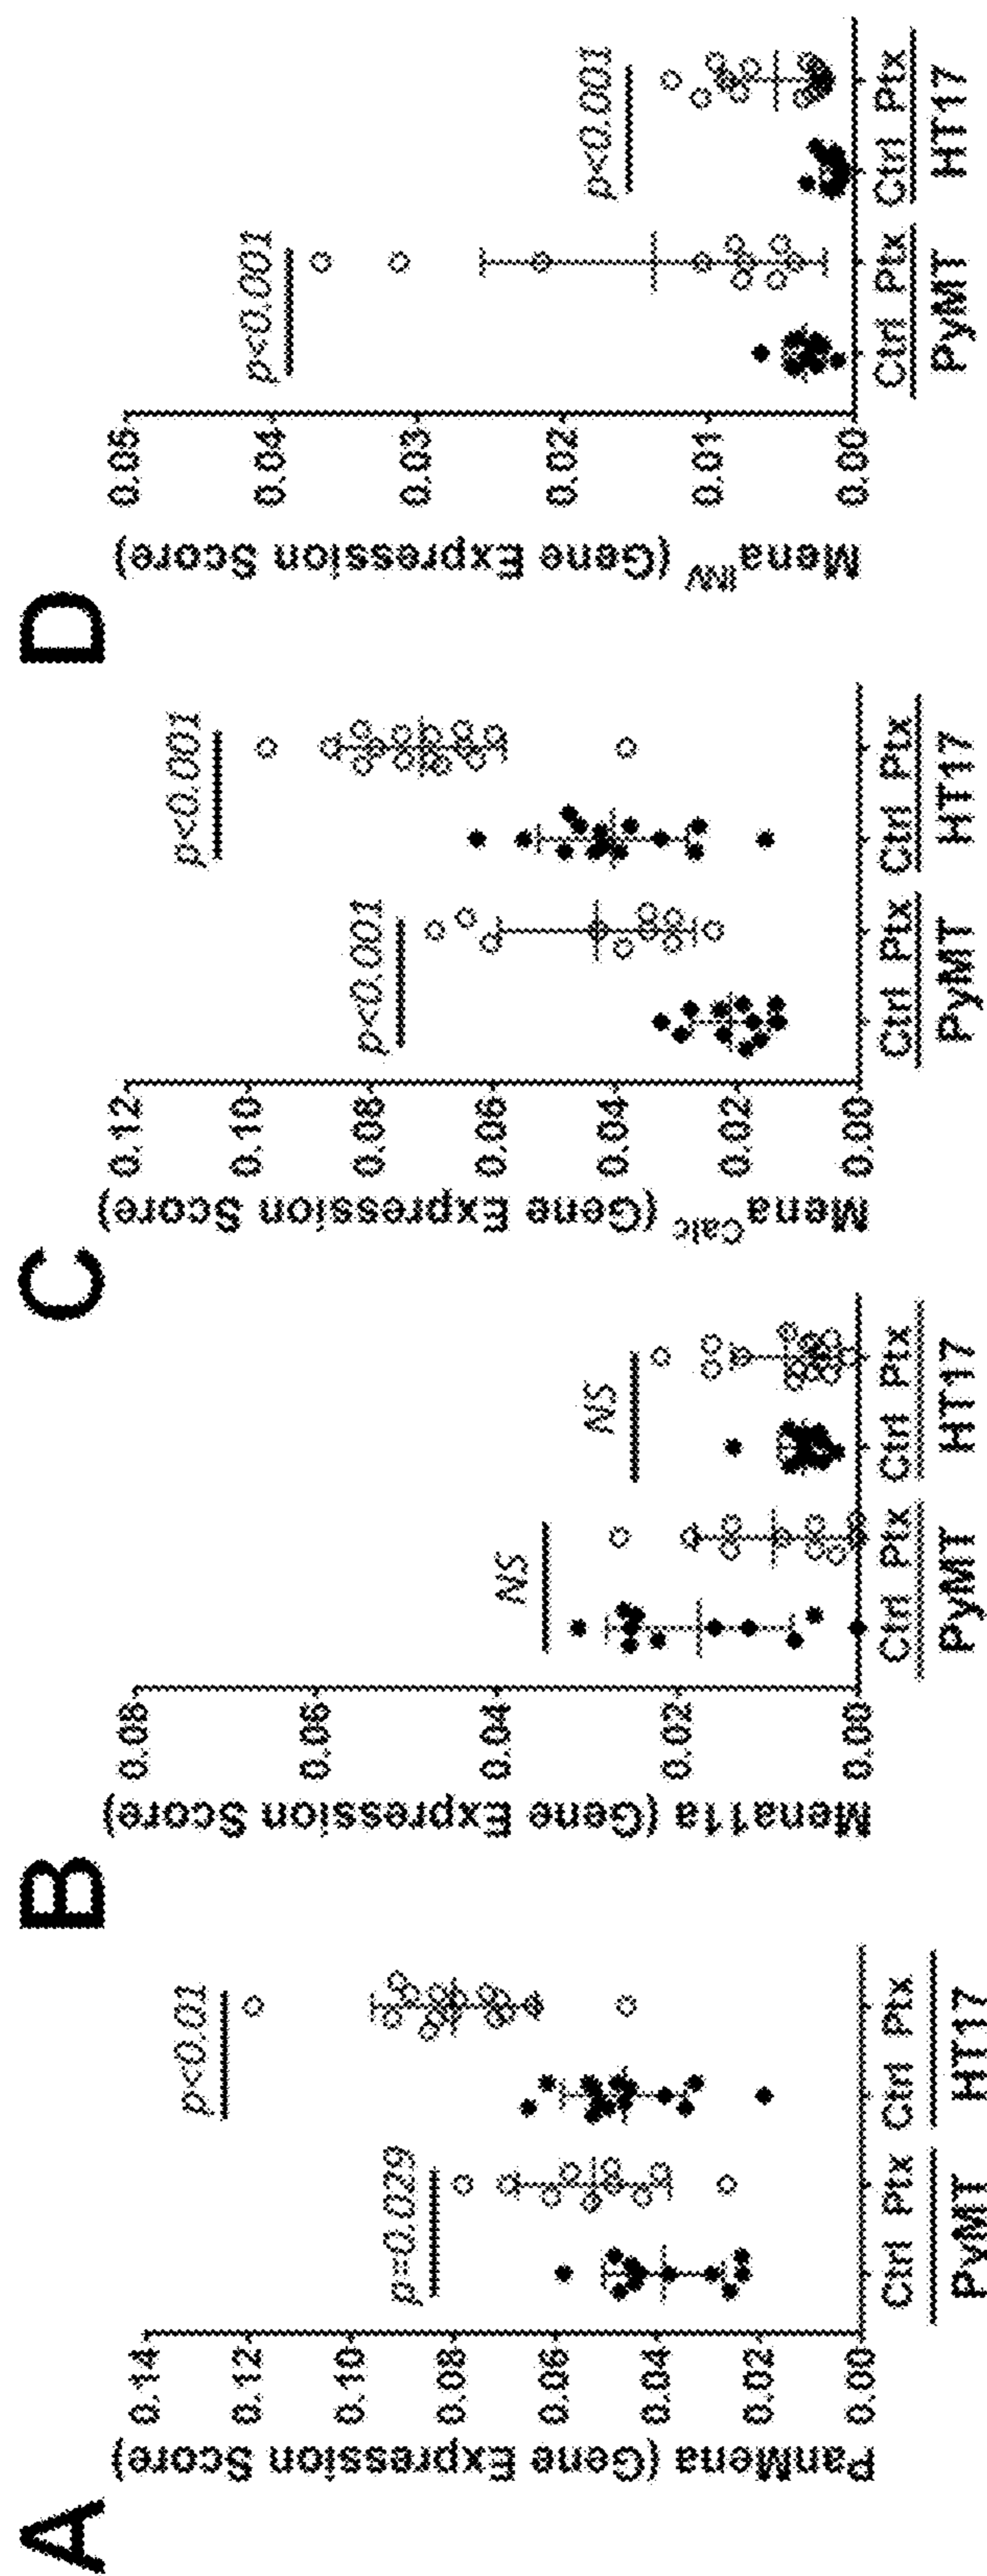 A
PanMena (Gene Expression Score)
0.14
0.12
0.10
0.08
0.06
0.04
0.02
0.00
p=0.029
p<0.01
Ctrl Ptx Ctrl Ptx
PyMT HT17
B
Mena11a (Gene Expression Score)
0.08
0.06
0.04
0.02
0.00
NS
NS
Ctrl Ptx Ctrl Ptx
PyMT HT17
C
Mena Calc (Gene Expression Score)
0.12
0.10
0.08
0.06
0.04
0.02
0.00
p<0.001
p<0.001
Ctrl Ptx Ctrl Ptx
PyMT HT17
D
Mena INV (Gene Expression Score)
0.05
0.04
0.03
0.02
0.01
0.00
p<0.001
p<0.001
Ctrl Ptx Ctrl Ptx
PyMT HT17